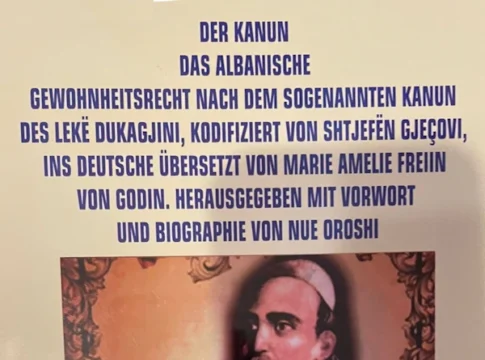 DER KANUN
DAS ALBANISCHE
GEWOHNHEITSRECHT NACH DEM SOGENANNTEN KANUN
DES LEKË DUKAGJINI, KODIFIZIERT VON SHTJEFËN GJEÇOVI,
INS DEUTSCHE ÜBERSETZT VON MARIE AMELIE FREIIN
VON GODIN. HERAUSGEGEBEN MIT VORWORT
UND BIOGRAPHIE VON NUE OROSHI